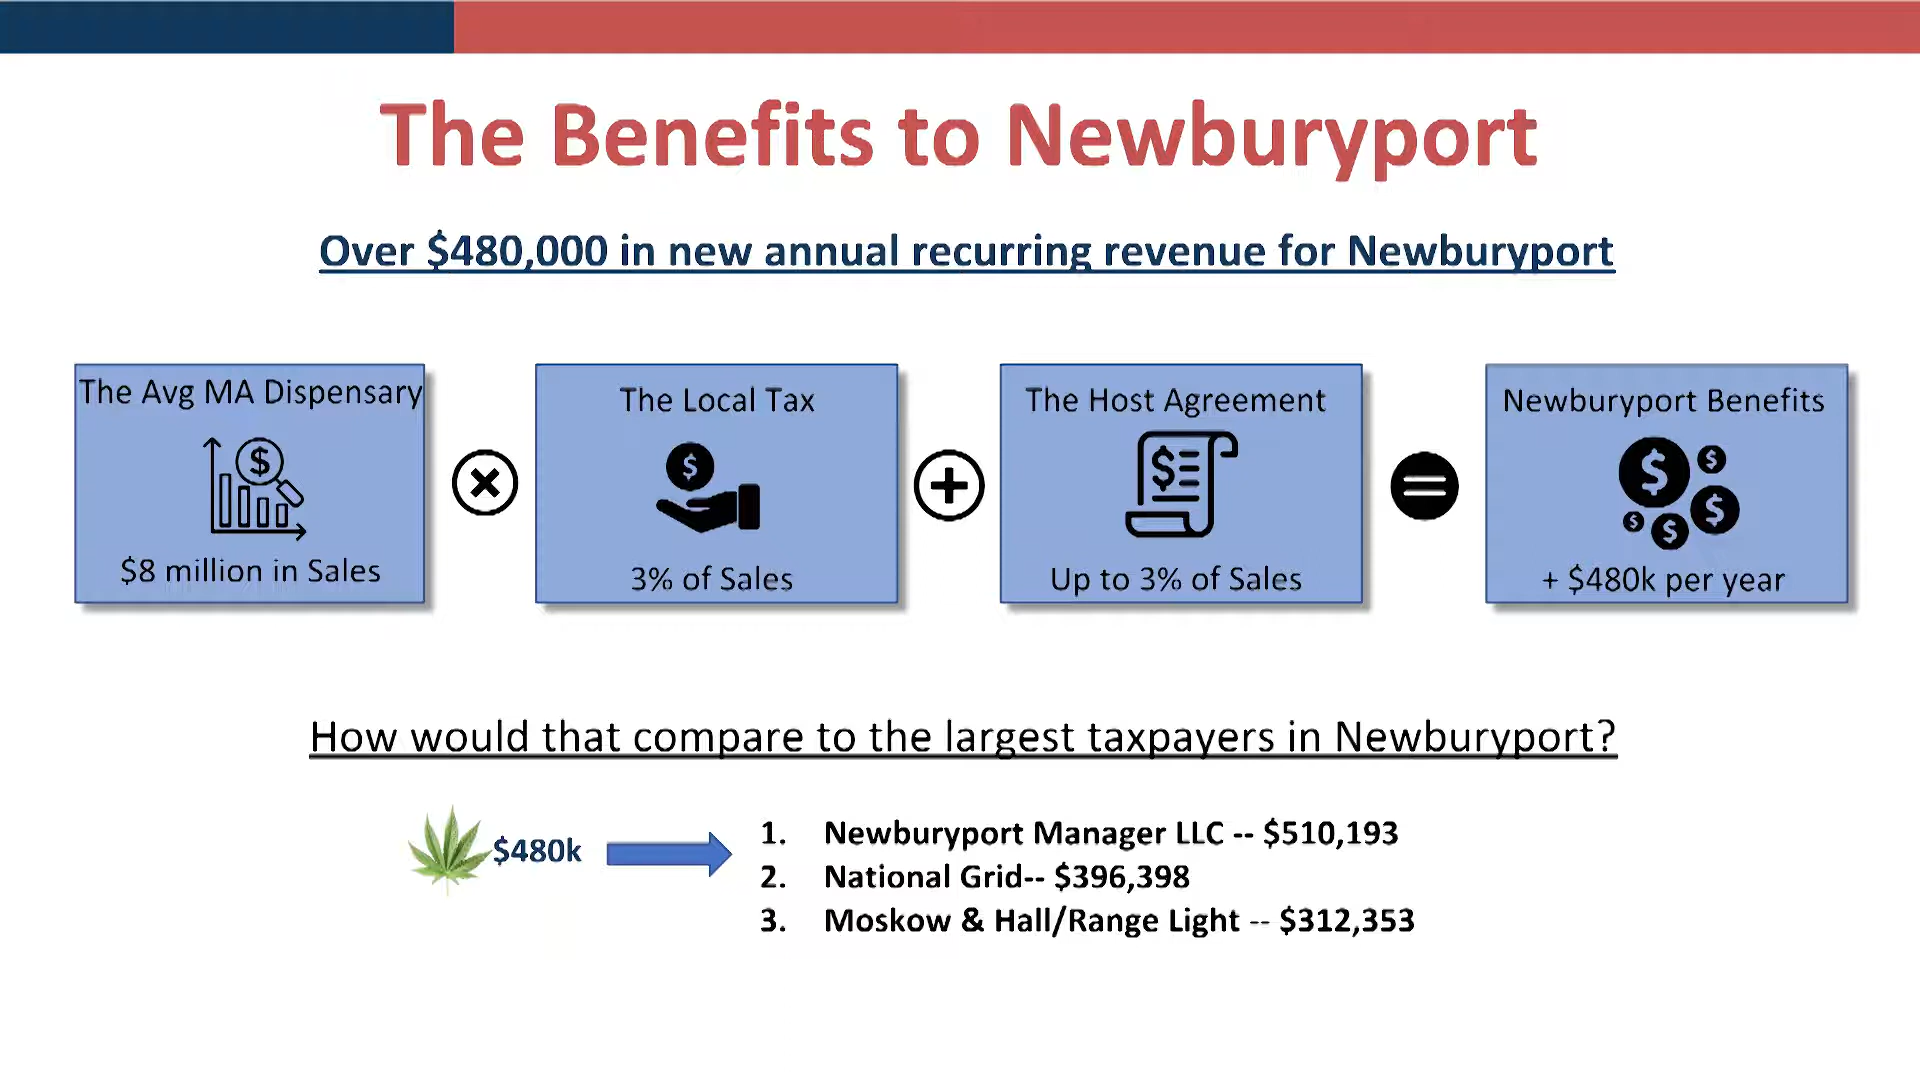 The Benefits to Newburyport
Over $480,000 in new annual recurring revenue for Newburyport
The Avg MA Dispensary
$
$8 million in Sales
The Local Tax
$
3% of Sales
The Host Agreement
$
Up to 3% of Sales
Newburyport Benefits
$ $ $ $ $
+ $480k per year
How would that compare to the largest taxpayers in Newburyport?
$480k
1. Newburyport Manager LLC -- $510,193
2. National Grid-- $396,398
3. Moskow & Hall/Range Light -- $312,353